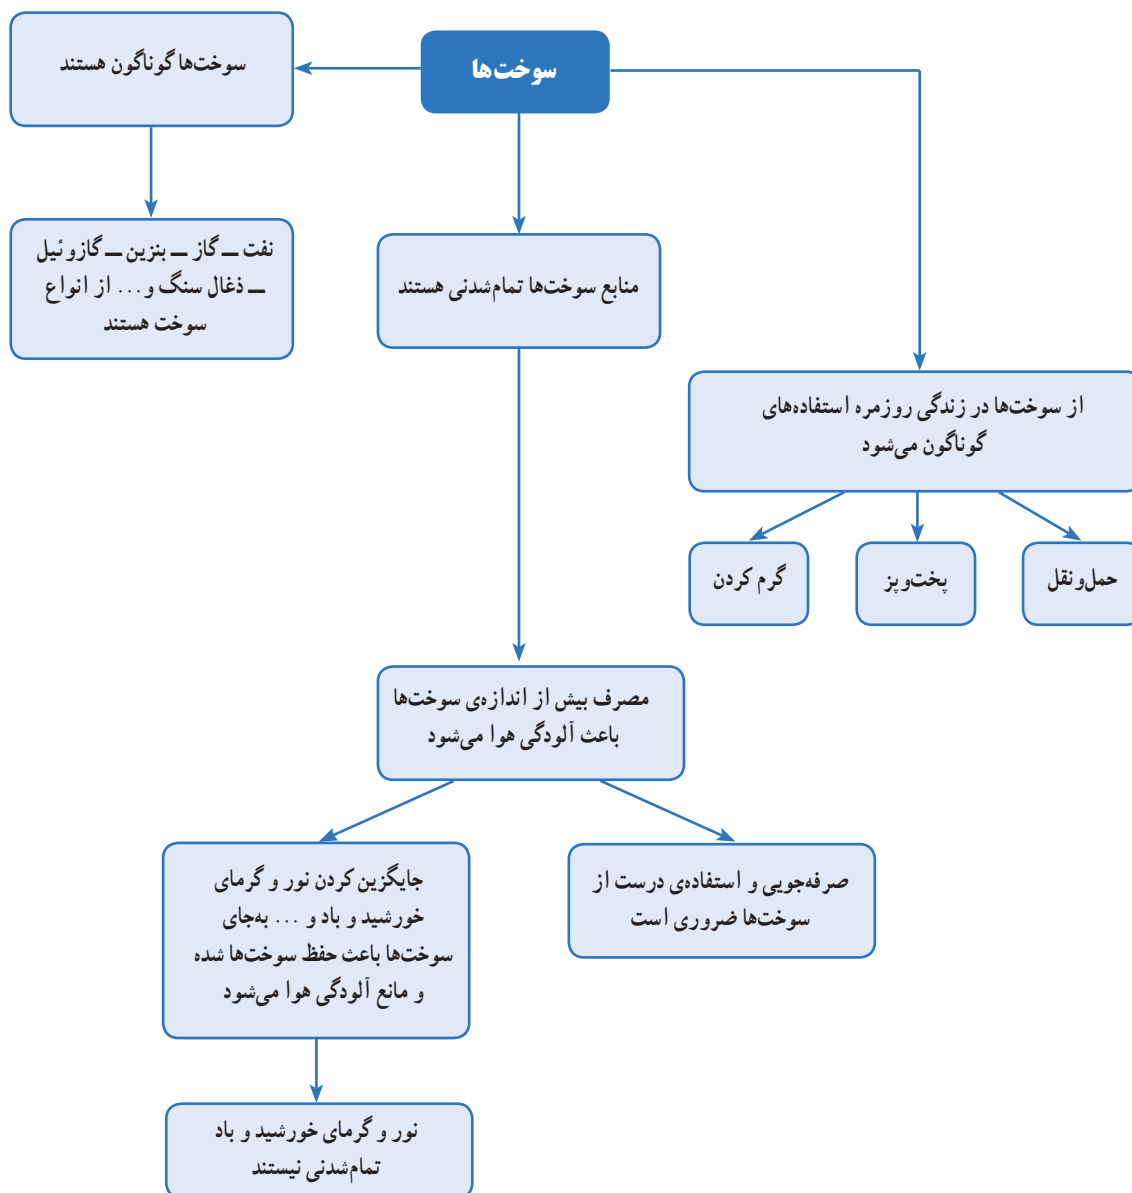 سوخت‌ها
سوخت‌ها گوناگون هستند
نفت ــ گاز ــ بنزین ــ گازوئیل
ــ ذغال سنگ و... از انواع
سوخت هستند
منابع سوخت‌ها تمام‌شدنی هستند
از سوخت‌ها در زندگی روزمره استفاده‌های
گوناگون می‌شود
حمل‌ونقل
پخت‌وپز
گرم کردن
مصرف بیش از اندازه‌ی سوخت‌ها
باعث آلودگی هوا می‌شود
صرفه‌جویی و استفاده‌ی درست از
سوخت‌ها ضروری است
جایگزین کردن نور و گرمای
خورشید و باد و ... به‌جای
سوخت‌ها باعث حفظ سوخت‌ها شده
و مانع آلودگی هوا می‌شود
نور و گرمای خورشید و باد
تمام‌شدنی نیستند